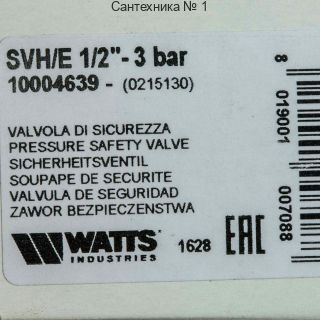 Сантехника № 1
SVH/E 1/2"- 3 bar
10004639 - (0215130)
VALVOLA DI SICUREZZA
PRESSURE SAFETY VALVE
SICHERHEITSVENTIL
SOUPAPE DE SECURITE
VALVULA DE SEGURIDAD
ZAWOR BEZPIECZENSTWA
WATTS
INDUSTRIES
1628
EAC
8 019001 007088